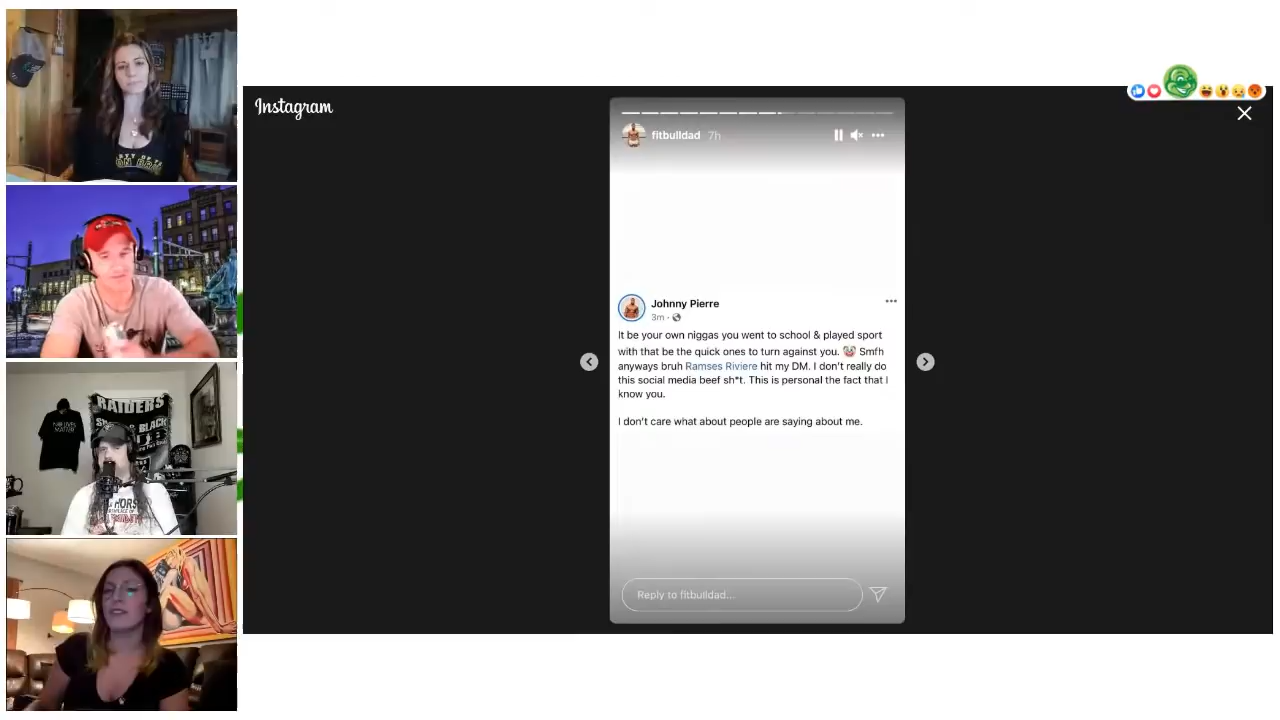 Instagram
fitbulldad 7h
Johnny Pierre
3m
It be your own niggas you went to school & played sport
with that be the quick ones to turn against you. 🤡 Smfh
anyways bruh Ramses Riviere hit my DM. I don't really do
this social media beef sh*t. This is personal the fact that I
know you.
I don't care what about people are saying about me.
Reply to fitbulldad...
RAIDERS